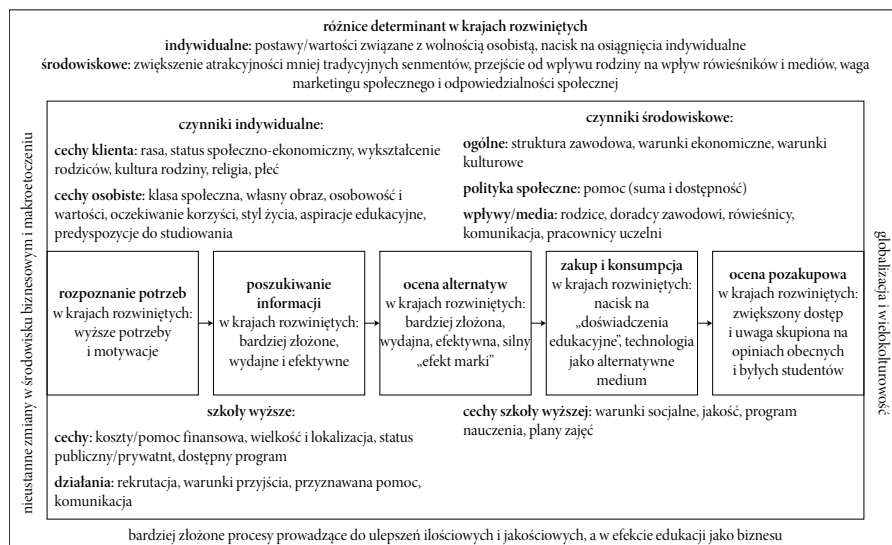 różnice determinant w krajach rozwiniętych
indywidualne: postawy/wartości związane z wolnością osobistą, nacisk na osiągnięcia indywidualne
środowiskowe: zwiększenie atrakcyjności mniej tradycyjnych senmentów, przejście od wpływu rodziny na wpływ rówieśników i mediów, waga
marketingu społecznego i odpowiedzialności społecznej
nieustanne zmiany w środowisku biznesowym i makroetoczeniu
czynniki indywidualne:
cechy klienta: rasa, status społeczno-ekonomiczny, wykształcenie
rodziców, kultura rodziny, religia, płeć
cechy osobiste: klasa społeczna, własny obraz, osobowość i
wartości, oczekiwanie korzyści, styl życia, aspiracje edukacyjne,
predyspozycje do studiowania
czynniki środowiskowe:
ogólne: struktura zawodowa, warunki ekonomiczne, warunki
kulturowe
polityka społeczne: pomoc (suma i dostępność)
wpływy/media: rodzice, doradcy zawodowi, rówieśnicy,
komunikacja, pracownicy uczelni
rozpoznanie potrzeb
w krajach rozwiniętych:
wyższe potrzeby
i motywacje
poszukiwanie
informacji
w krajach rozwiniętych:
bardziej złożone,
wydajne i efektywne
ocena alternatyw
w krajach rozwiniętych:
bardziej złożona,
wydajna, efektywna, silny
„efekt marki”
zakup i konsumpcja
w krajach rozwiniętych:
nacisk na
„doświadczenia
edukacyjne”, technologia
jako alternatywne
medium
ocena pozakupowa
w krajach rozwiniętych:
zwiększony dostęp
i uwaga skupiona na
opiniach obecnych
i byłych studentów
szkoły wyższe:
cechy: koszty/pomoc finansowa, wielkość i lokalizacja, status
publiczny/prywatnt, dostępny program
działania: rekrutacja, warunki przyjścia, przyznawana pomoc,
komunikacja
cechy szkoły wyższej: warunki socjalne, jakość, program
nauczenia, plany zajęć
globalizacja i wielokolturowość
bardziej złożone procesy prowadzące do ulepszeń ilościowych i jakościowych, a w efekcie edukacji jako biznesu